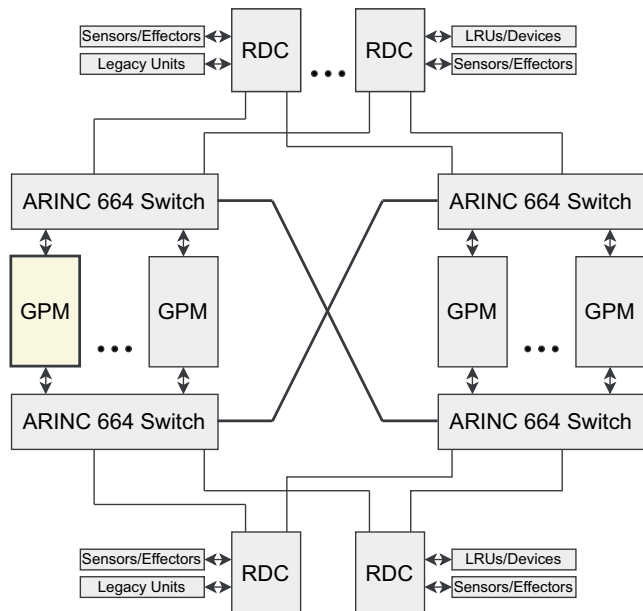 Sensors/Effectors
Legacy Units
RDC
RDC
LRUs/Devices
Sensors/Effectors
ARINC 664 Switch
ARINC 664 Switch
GPM
GPM
GPM
GPM
ARINC 664 Switch
ARINC 664 Switch
Sensors/Effectors
Legacy Units
RDC
RDC
LRUs/Devices
Sensors/Effectors